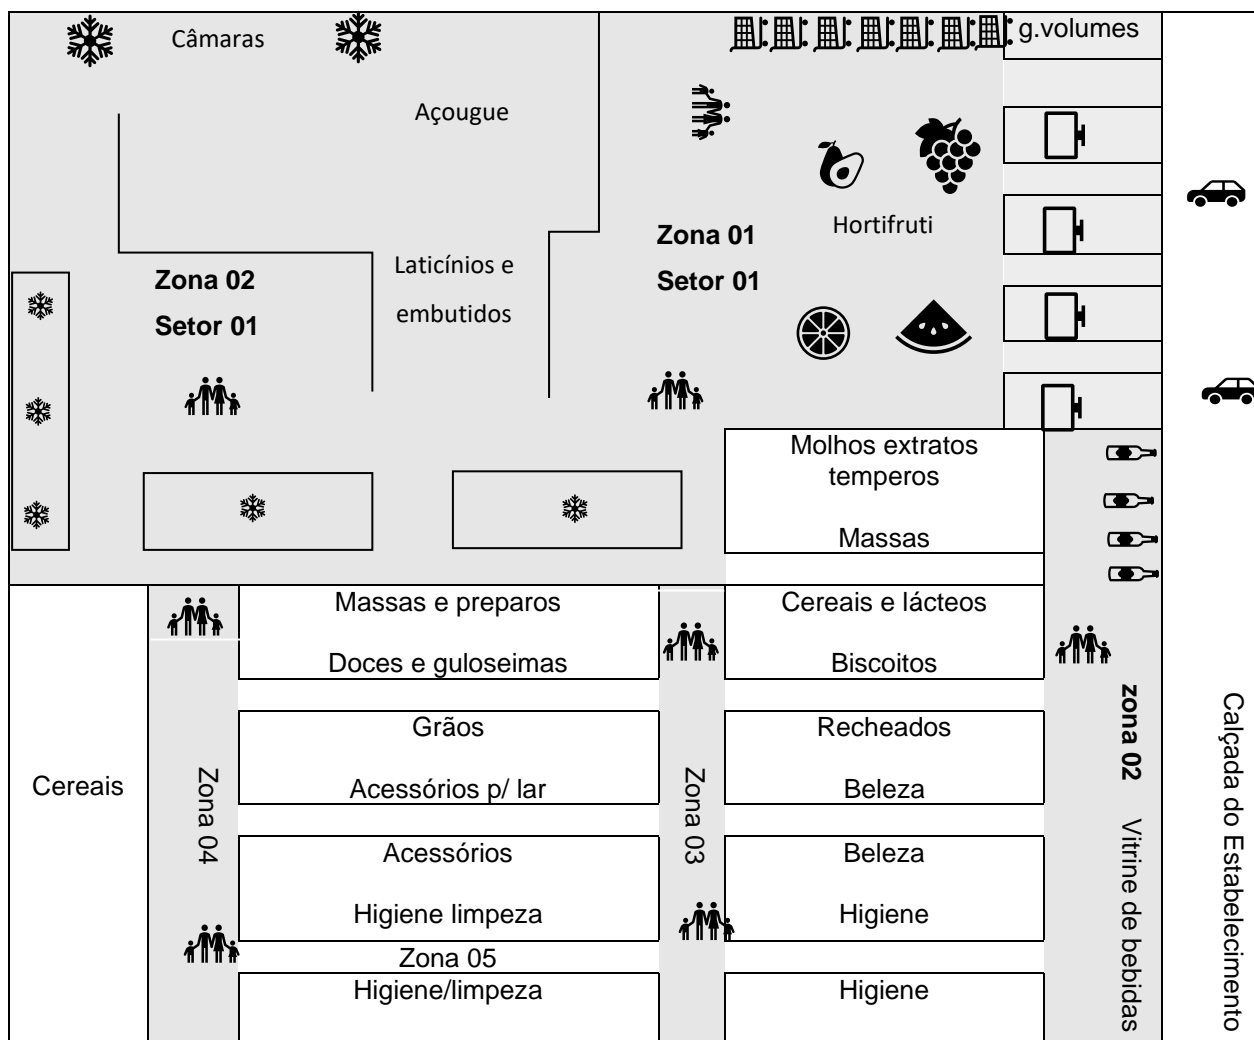 Câmaras
g.volumes
Açougue
Hortifruti
Zona 01
Setor 01
Laticínios e
embutidos
Zona 02
Setor 01
Molhos extratos
temperos
Massas
Massas e preparos
Doces e guloseimas
Cereais e lácteos
Biscoitos
Grãos
Acessórios p/ lar
Recheados
Beleza
Cereais
Zona 04
Zona 03
zona 02
Vitrine de bebidas
Calçada do Estabelecimento
Acessórios
Higiene limpeza
Beleza
Higiene
Zona 05
Higiene/limpeza
Higiene